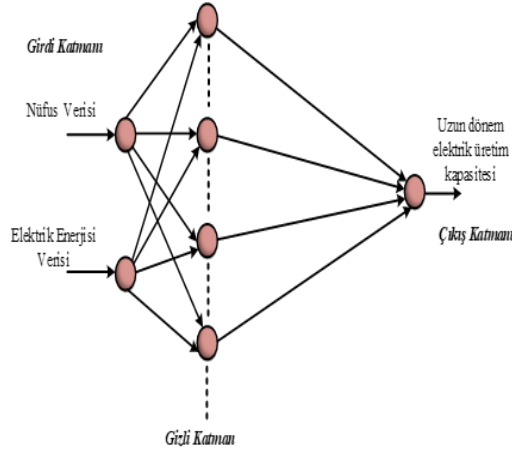 Girdi Katmanı
Nüfus Verisi
Elektrik Enerjisi
Verisi
Uzun dönem
elektrik üretim
kapasitesi
Çıkış Katmanı
Gizli Katman